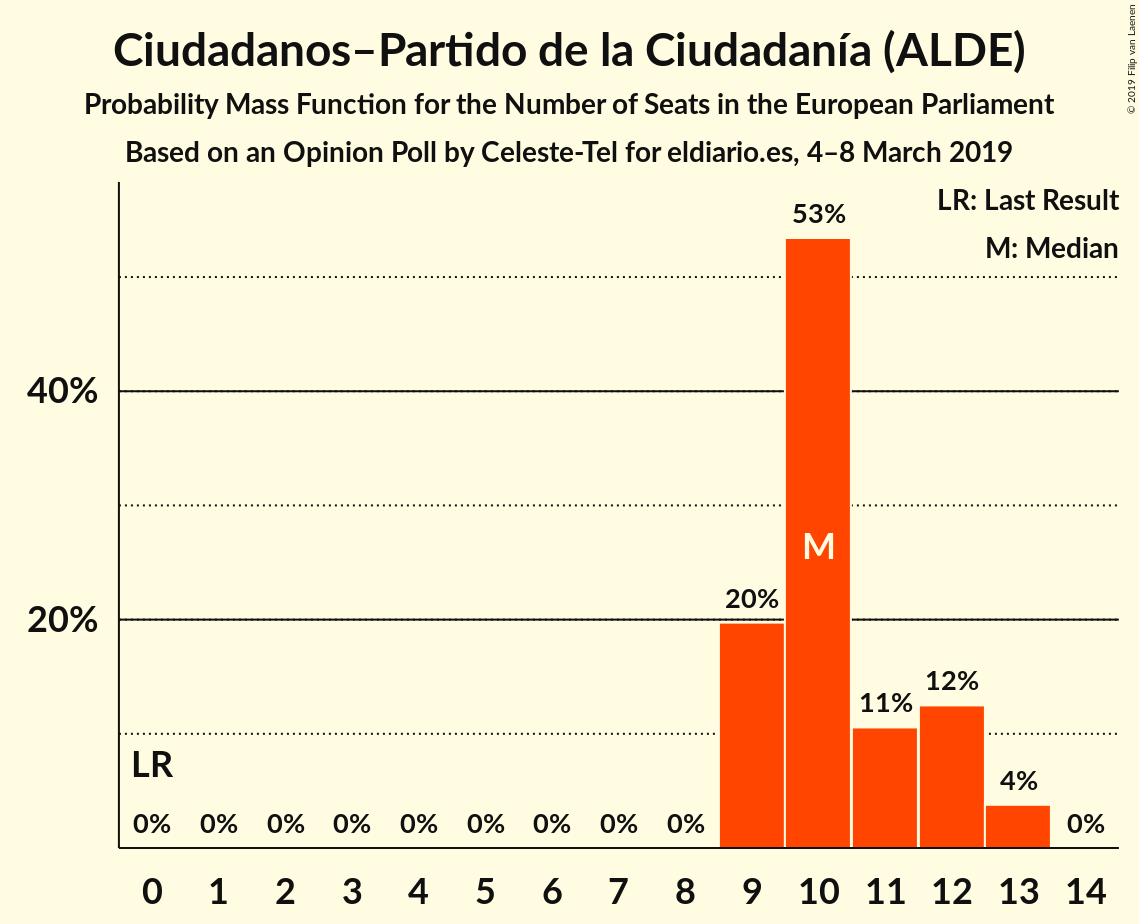 Ciudadanos–Partido de la Ciudadanía (ALDE)
Probability Mass Function for the Number of Seats in the European Parliament
Based on an Opinion Poll by Celeste-Tel for eldiario.es, 4–8 March 2019
© 2019 Filip van Laenen
LR: Last Result
M: Median
53%
40%
M
20%
20%
12%
11%
LR
4%
0% 0% 0% 0% 0% 0% 0% 0% 0% 0%
0 1 2 3 4 5 6 7 8 9 10 11 12 13 14